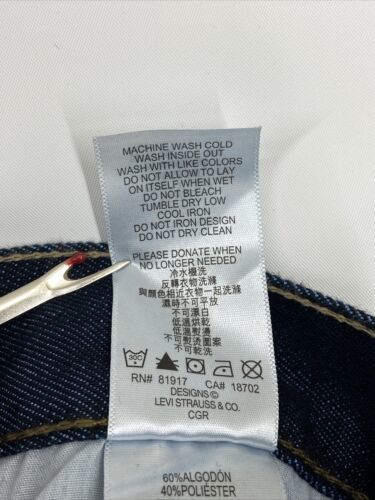 MACHINE WASH COLD
WASH INSIDE OUT
WASH WITH LIKE COLORS
DO NOT ALLOW TO LAY
ON ITSELF WHEN WET
DO NOT BLEACH
TUMBLE DRY LOW
COOL IRON
DO NOT IRON DESIGN
DO NOT DRY CLEAN
PLEASE DONATE WHEN
NO LONGER NEEDED
冷水機洗
反轉衣物洗滌
與顏色相近衣物一起洗滌
濕時不可平放
不可漂白
低溫烘乾
低溫熨燙
不可熨燙圖案
不可乾洗
30C
RN# 81917 CA# 18702
DESIGNS©
LEVI STRAUSS & CO.
CGR
60%ALGODÓN
40%POLIÉSTER